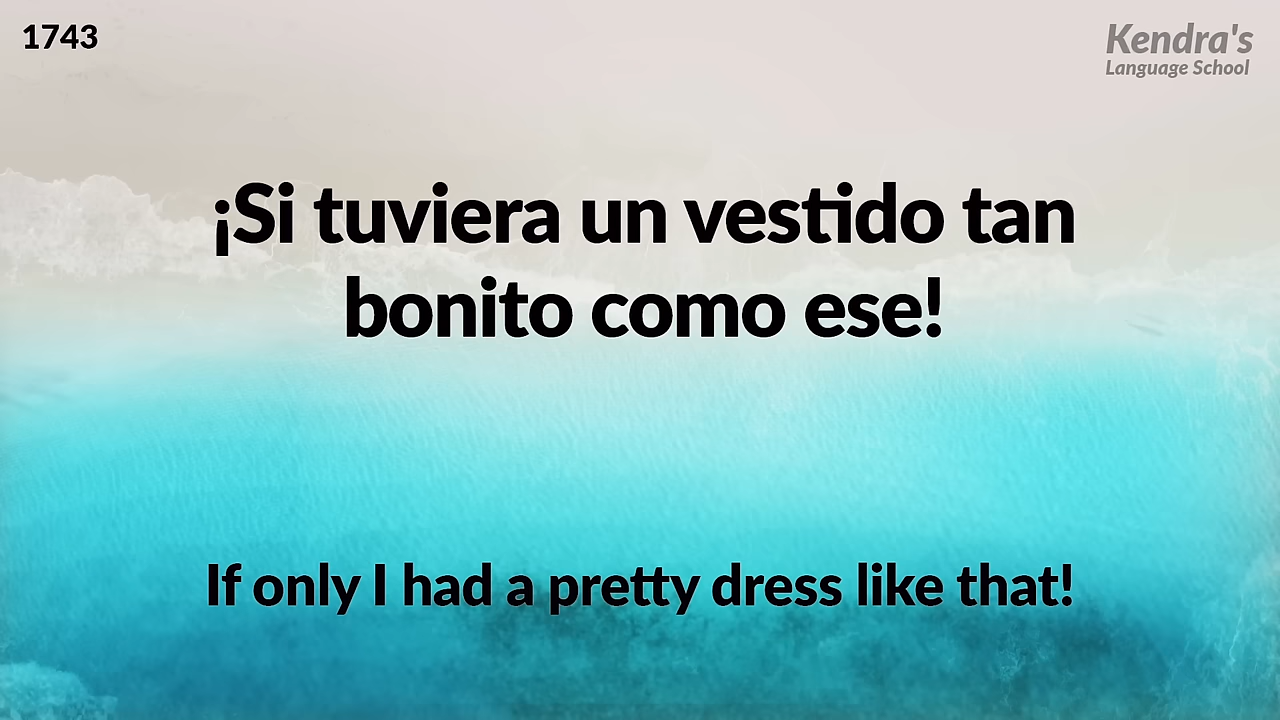 1743
Kendra's
Language School
¡Si tuviera un vestido tan
bonito como ese!
If only I had a pretty dress like that!